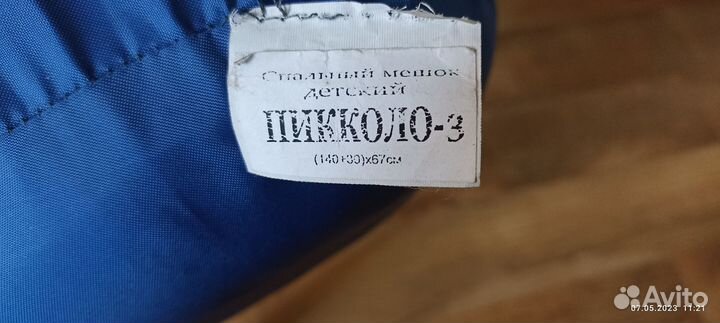 Спальный мешок
детский
ПИККОЛО-3
(140+30)х67см
Avito
07.05.2023 11:21